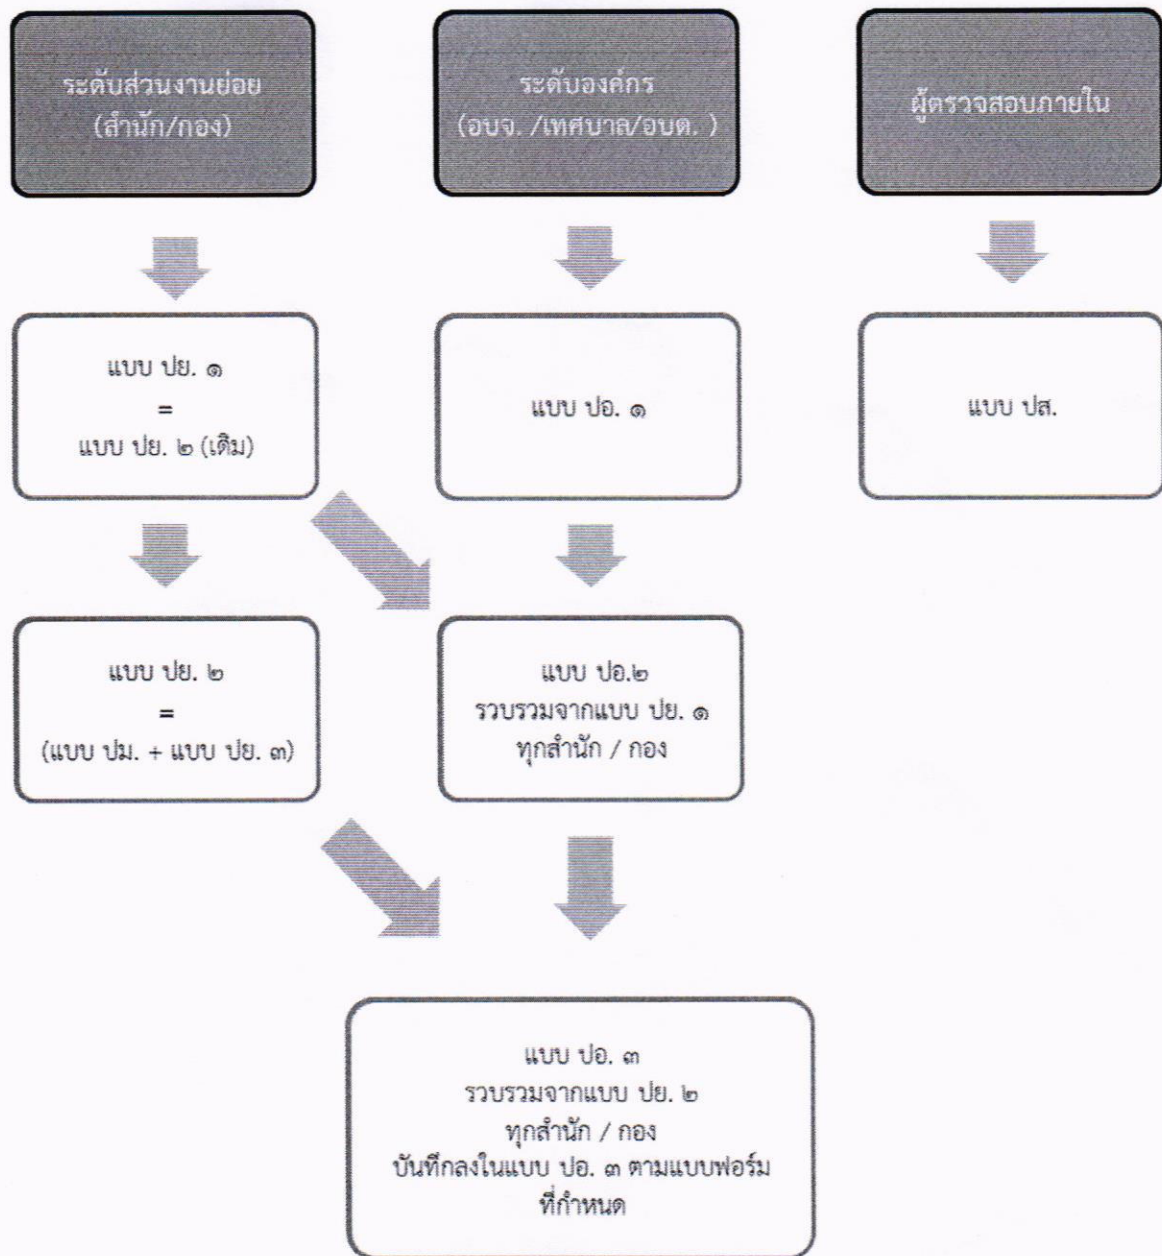 ระดับส่วนงานย่อย
(สำนัก/กอง)
ระดับองค์กร
(อบจ. /เทศบาล/อบต. )
ผู้ตรวจสอบภายใน
แบบ ปย. ๑
=
แบบ ปย. ๒ (เดิม)
แบบ ปอ. ๑
แบบ ปส.
แบบ ปย. ๒
=
(แบบ ปม. + แบบ ปย. ๓)
แบบ ปอ.๒
รวบรวมจากแบบ ปย. ๑
ทุกสำนัก / กอง
แบบ ปอ. ๓
รวบรวมจากแบบ ปย. ๒
ทุกสำนัก / กอง
บันทึกลงในแบบ ปอ. ๓ ตามแบบฟอร์ม
ที่กำหนด